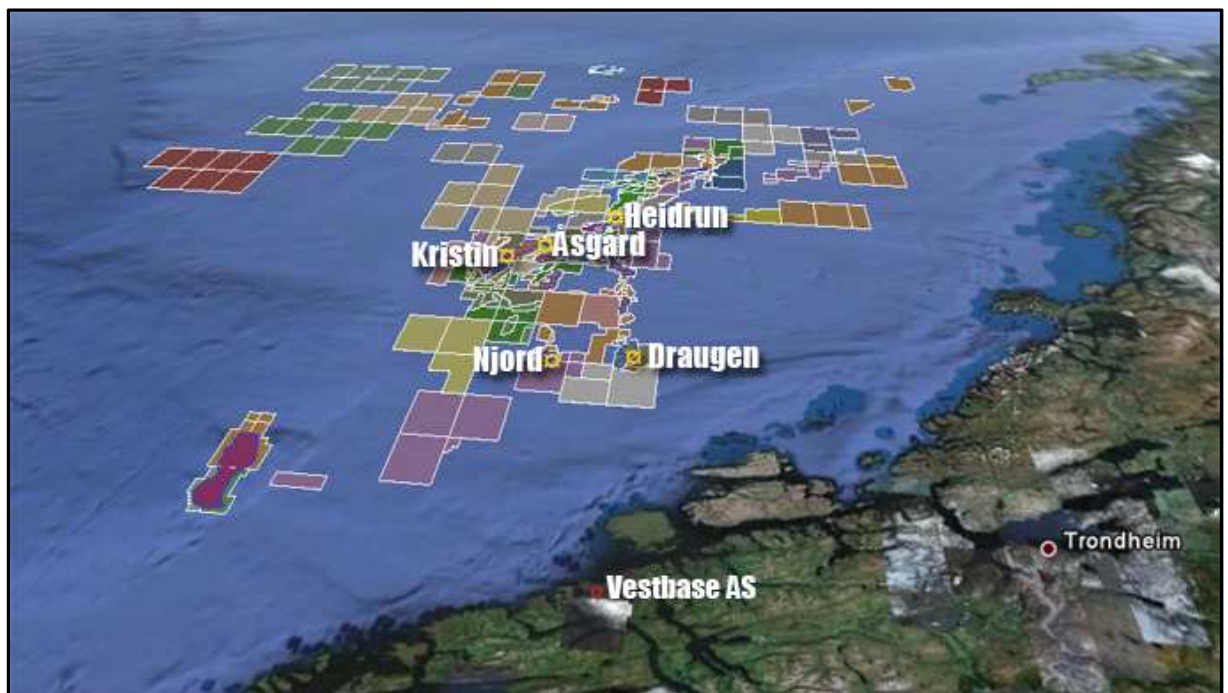 Heidrun
Åsgard
Kristin
Njord
Draugen
Trondheim
Vestbase AS